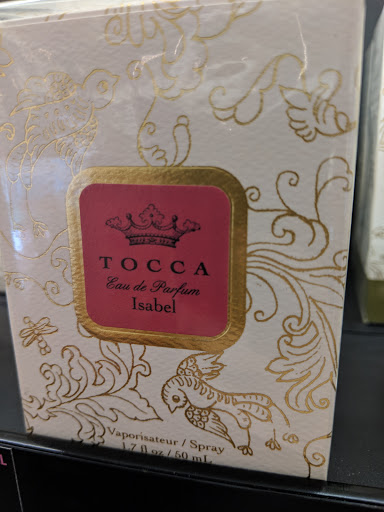 TOCCA
Eau de Parfum
Isabel
Vaporisateur / Spray
1.7 fl oz / 50 mL